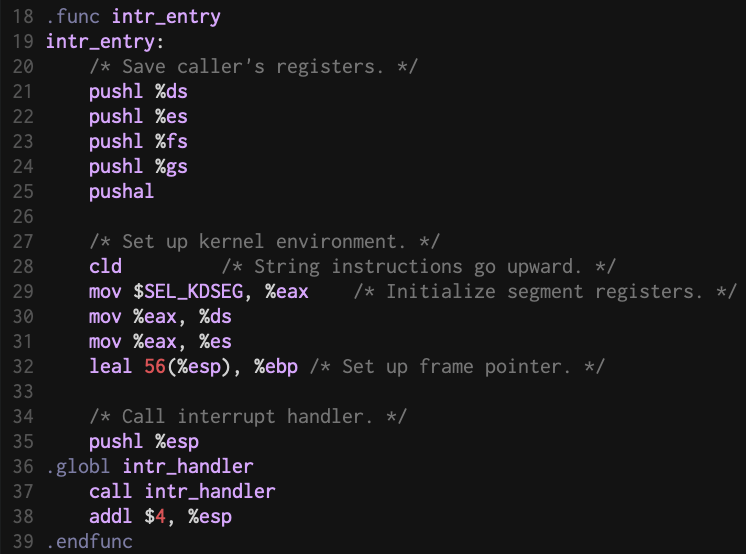 18 .func intr_entry
19 intr_entry:
20     /* Save caller's registers. */
21     pushl %ds
22     pushl %es
23     pushl %fs
24     pushl %gs
25     pushal
26
27     /* Set up kernel environment. */
28     cld         /* String instructions go upward. */
29     mov $SEL_KDSEG, %eax    /* Initialize segment registers. */
30     mov %eax, %ds
31     mov %eax, %es
32     leal 56(%esp), %ebp /* Set up frame pointer. */
33
34     /* Call interrupt handler. */
35     pushl %esp
36 .globl intr_handler
37     call intr_handler
38     addl $4, %esp
39 .endfunc